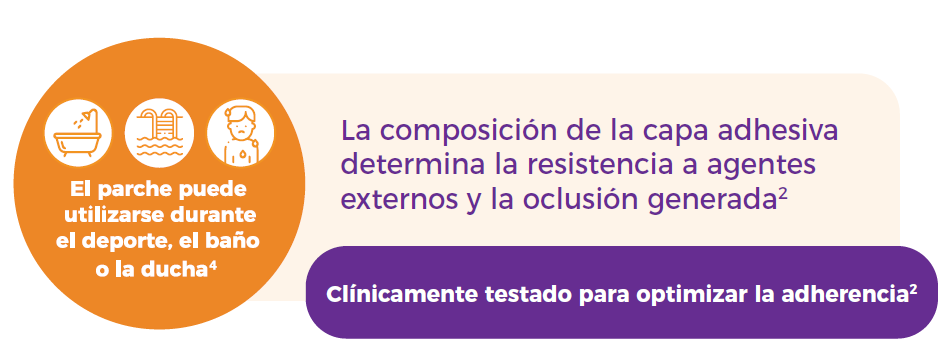 El parche puede
utilizarse durante
el deporte, el baño
o la ducha⁴
La composición de la capa adhesiva
determina la resistencia a agentes
externos y la oclusión generada²
Clínicamente testado para optimizar la adherencia²